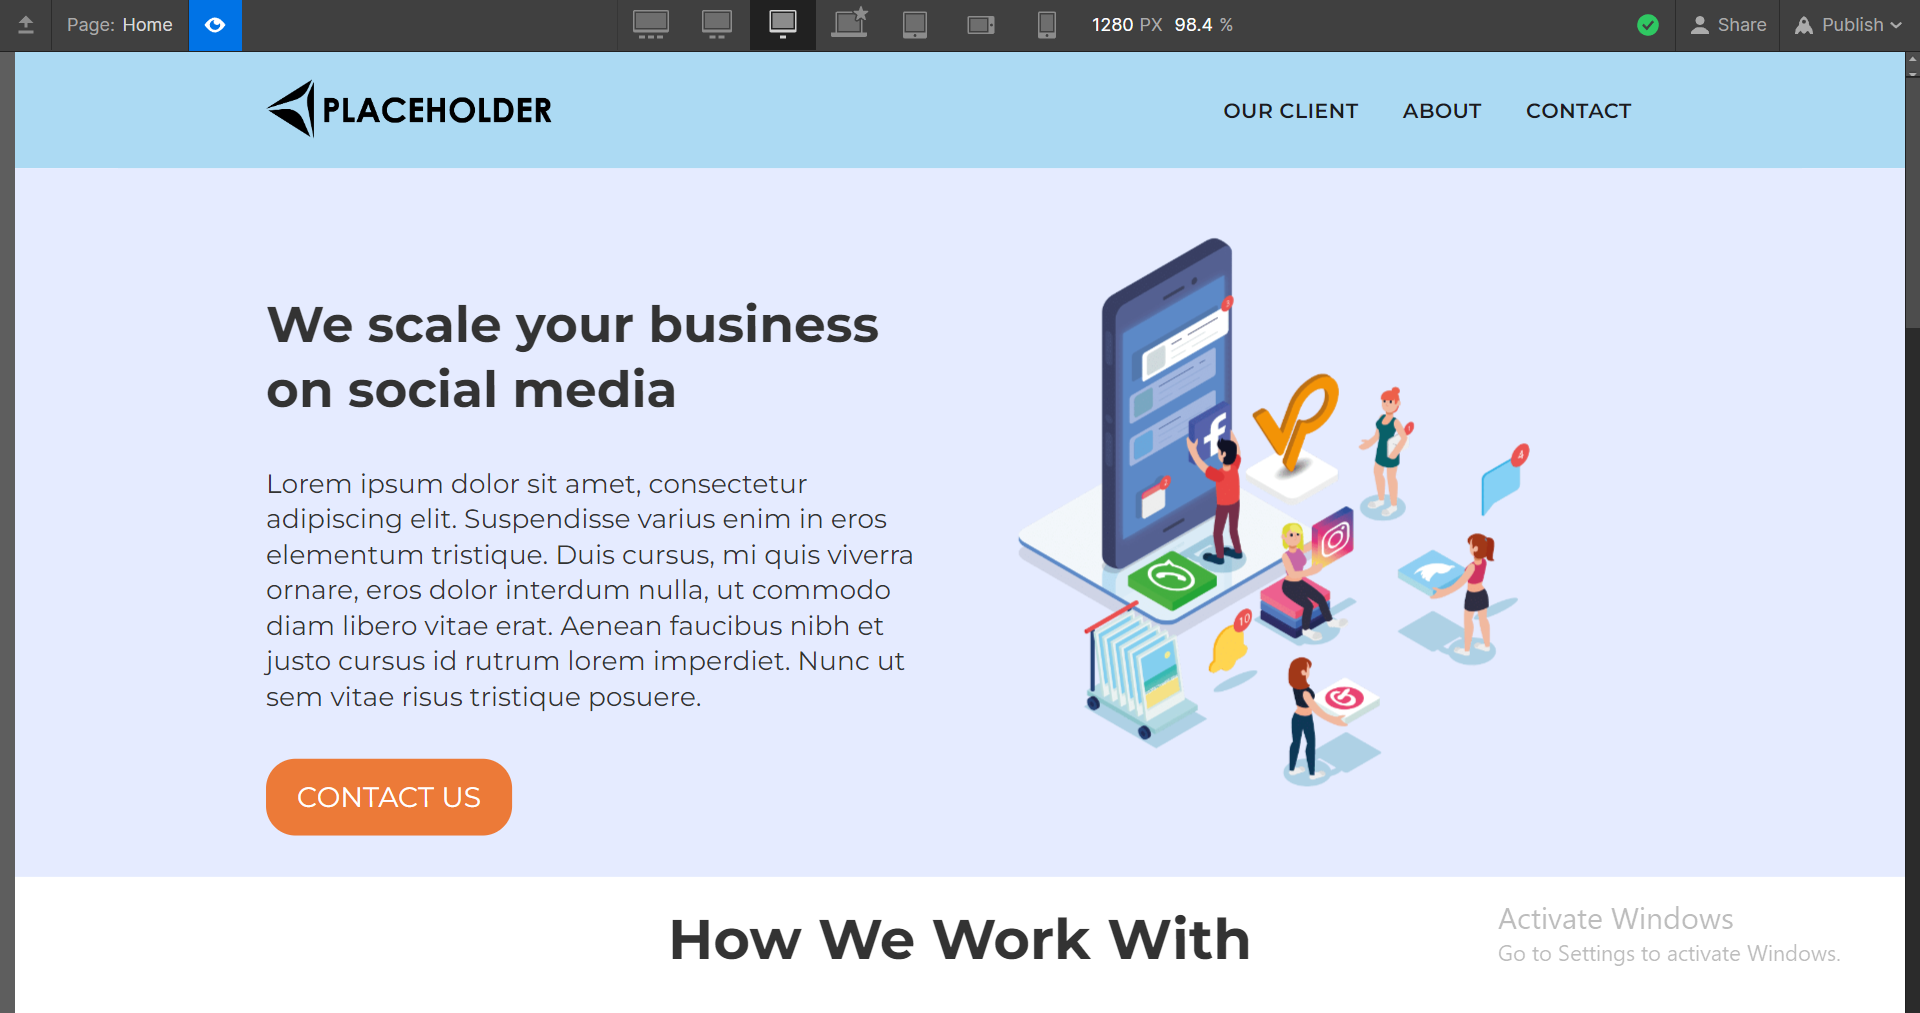 Page: Home
1280 PX 98.4 %
Share
Publish
PLACEHOLDER
OUR CLIENT
ABOUT
CONTACT
We scale your business
on social media
Lorem ipsum dolor sit amet, consectetur
adipiscing elit. Suspendisse varius enim in eros
elementum tristique. Duis cursus, mi quis viverra
ornare, eros dolor interdum nulla, ut commodo
diam libero vitae erat. Aenean faucibus nibh et
justo cursus id rutrum lorem imperdiet. Nunc ut
sem vitae risus tristique posuere.
CONTACT US
4
10
How We Work With
Activate Windows
Go to Settings to activate Windows.